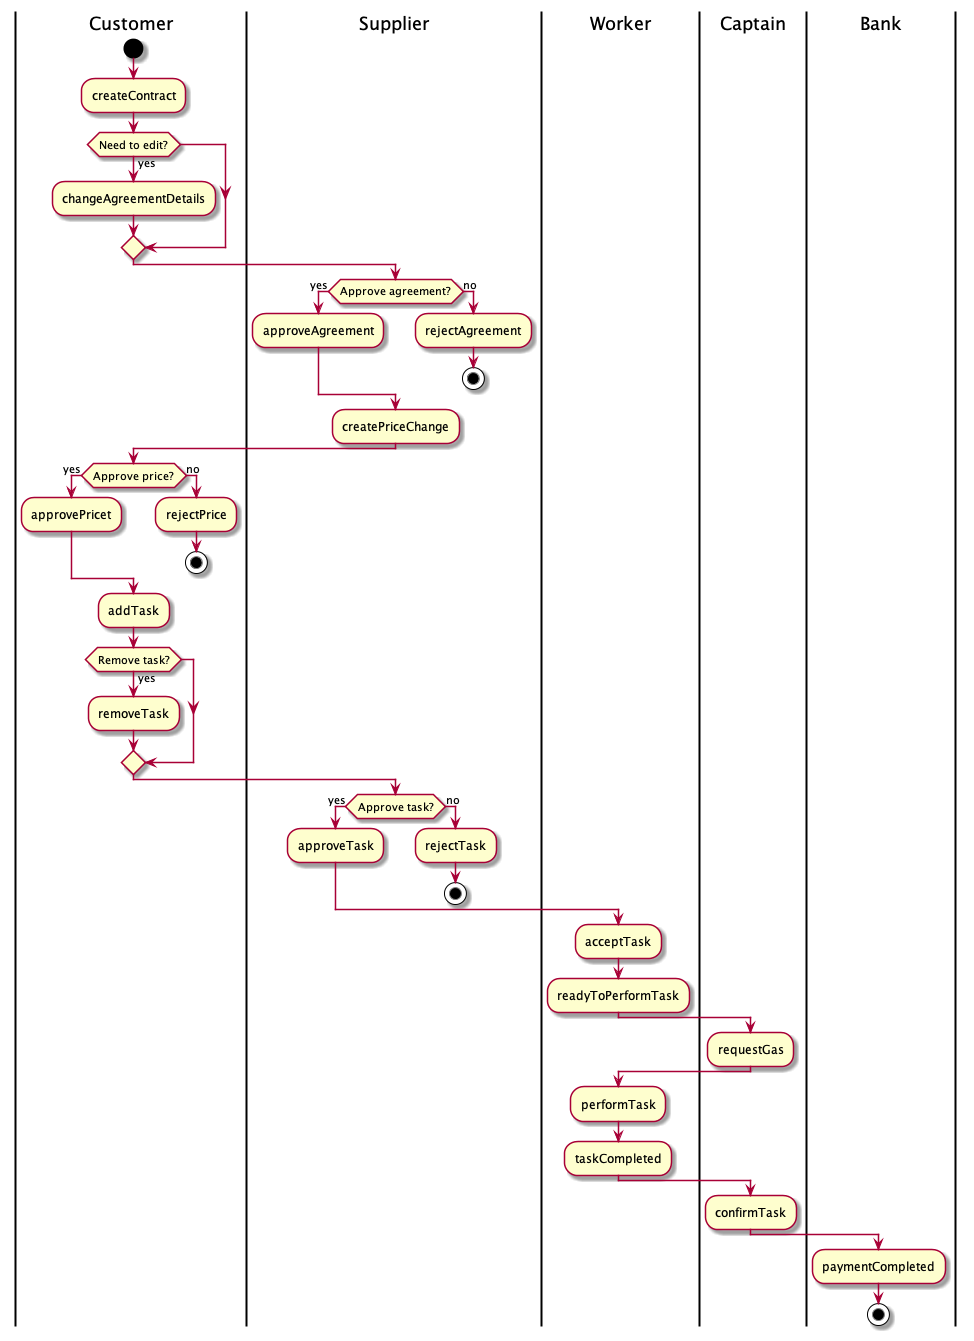 Customer
Supplier
Worker
Captain
Bank
createContract
Need to edit?
yes
changeAgreementDetails
yes
Approve agreement?
no
approveAgreement
rejectAgreement
createPriceChange
yes
Approve price?
no
approvePricet
rejectPrice
addTask
Remove task?
yes
removeTask
yes
Approve task?
no
approveTask
rejectTask
acceptTask
readyToPerformTask
requestGas
performTask
taskCompleted
confirmTask
paymentCompleted